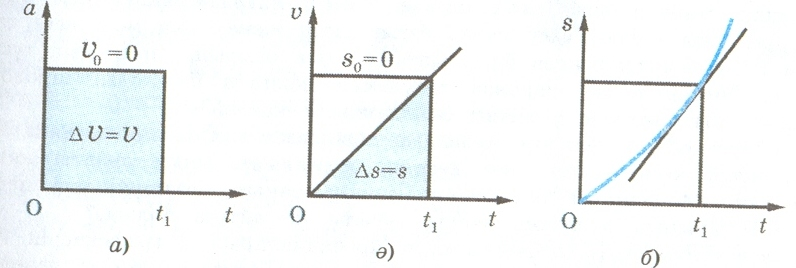 a
v₀ = 0
Δv = v
O
t₁
t
а)
v
s₀ = 0
Δs = s
O
t₁
t
ә)
s
O
t₁
t
б)